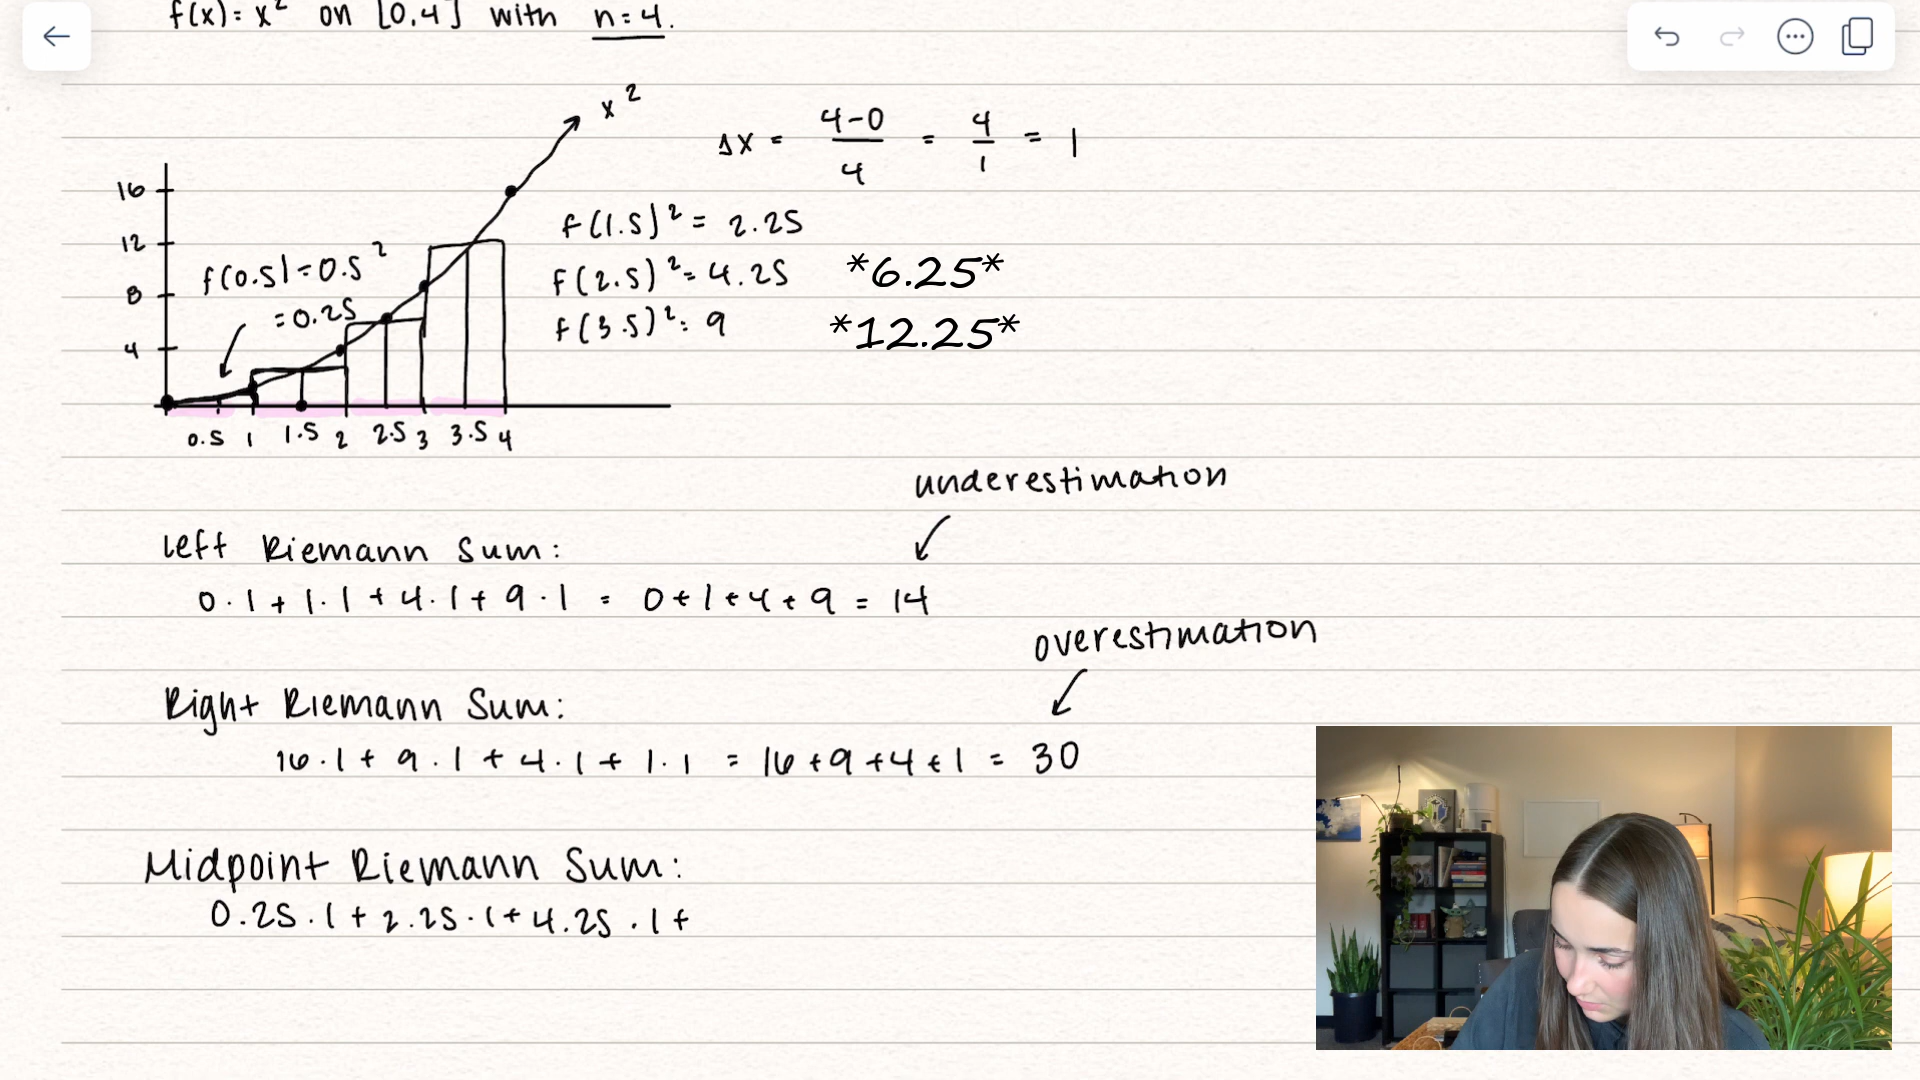 f(x)= x² on [0,4] with n=4.
x²
Δx = 4-0/4 = 4/1 = 1
16
12
8
4
f(0.5)=0.5²
=0.25
f(1.5)² = 2.25
f(2.5)²= 4.25 *6.25*
f(3.5)²= 9 *12.25*
0.5 1 1.5 2 2.5 3 3.5 4
underestimation
Left Riemann Sum:
0·1+1·1+4·1+9·1 = 0+1+4+9 = 14
overestimation
Right Riemann Sum:
16·1+9·1+4·1+1·1 = 16+9+4+1 = 30
Midpoint Riemann Sum:
0.25·1+2.25·1+4.25·1+